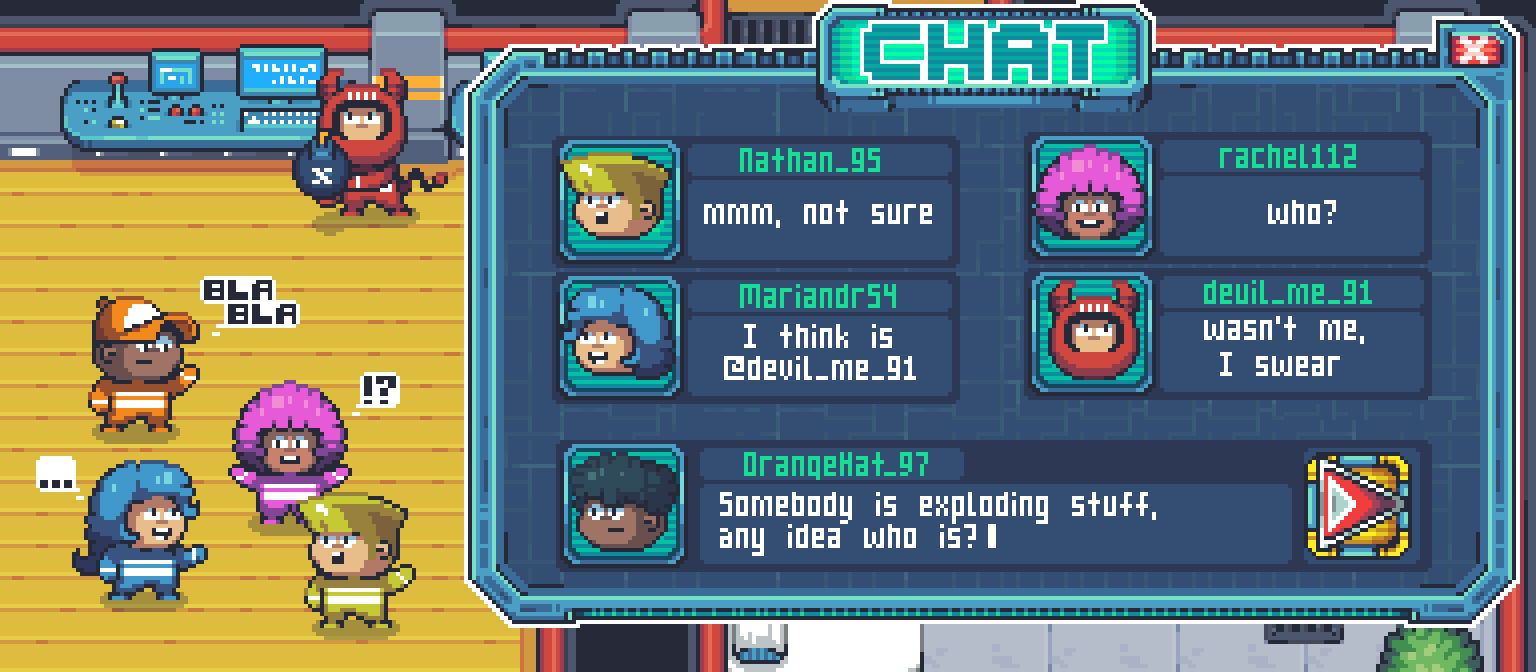 CHAT
Nathan_95
mmm, not sure
rachel112
who?
Mariandr54
I think is
@devil_me_91
devil_me_91
wasn't me,
I swear
OrangeHat_97
Somebody is exploding stuff,
any idea who is?
X
X
BLA
BLA
!?
...